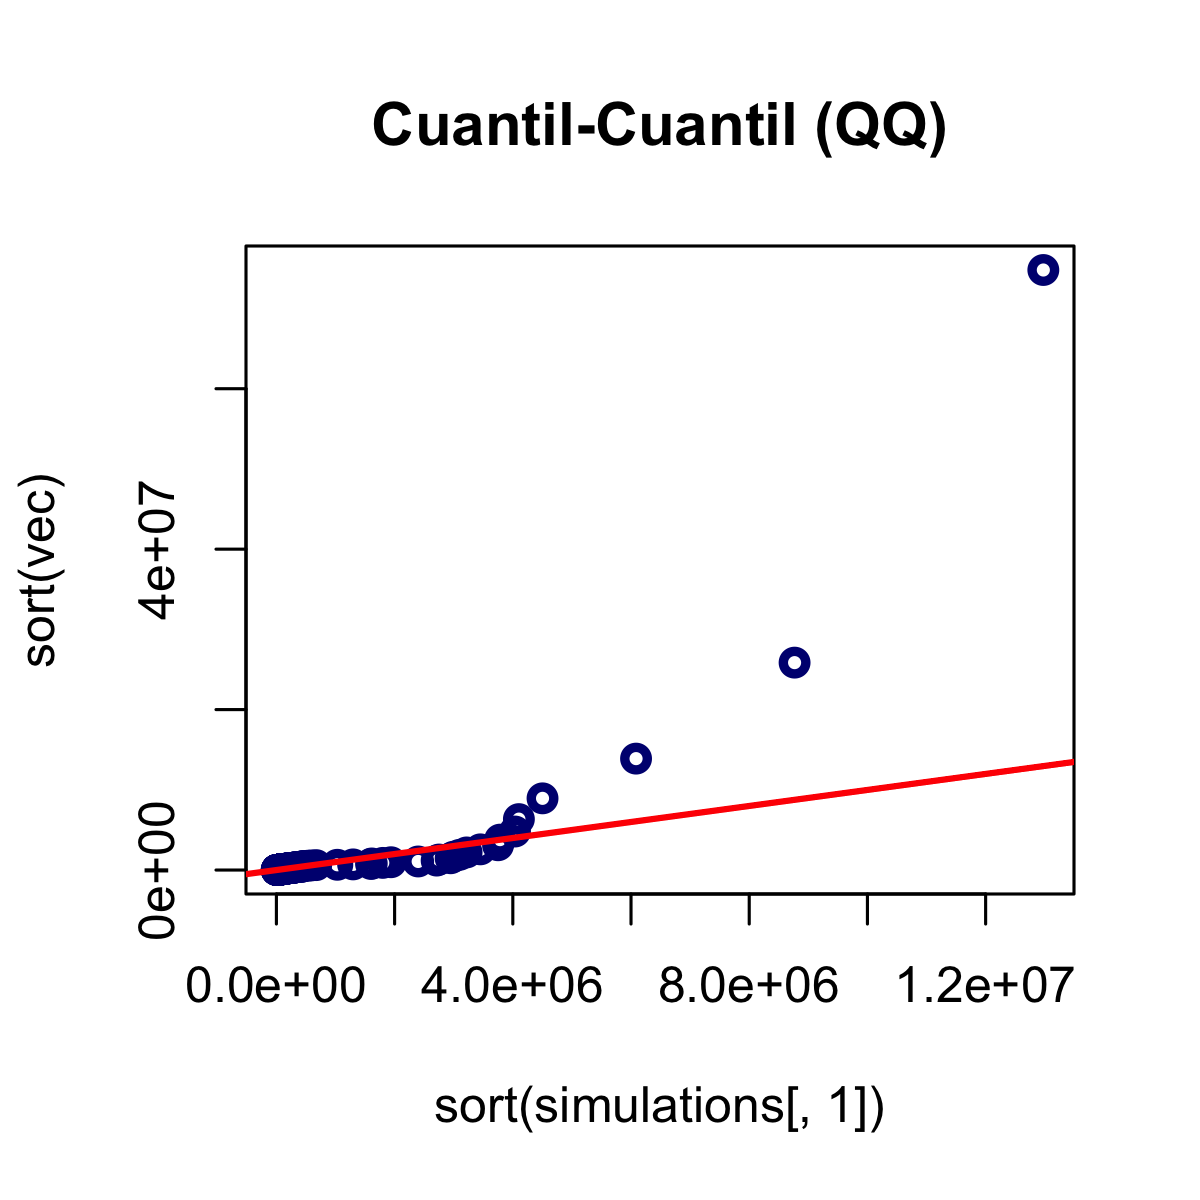 Cuantil-Cuantil (QQ)
sort(vec)
4e+07
0e+00
0.0e+00 4.0e+06 8.0e+06 1.2e+07
sort(simulations[, 1])